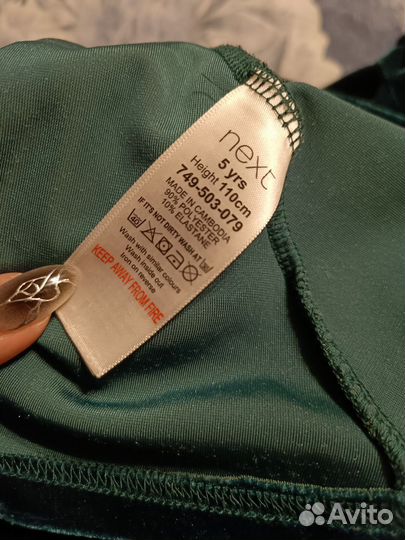 next
5 yrs
Height 110cm
749-503-079
MADE IN CAMBODIA
90% POLYESTER
10% ELASTANE
IF IT'S NOT DIRTY WASH AT
Wash with similar colours
Wash inside out
Iron on reverse
KEEP AWAY FROM FIRE
Avito